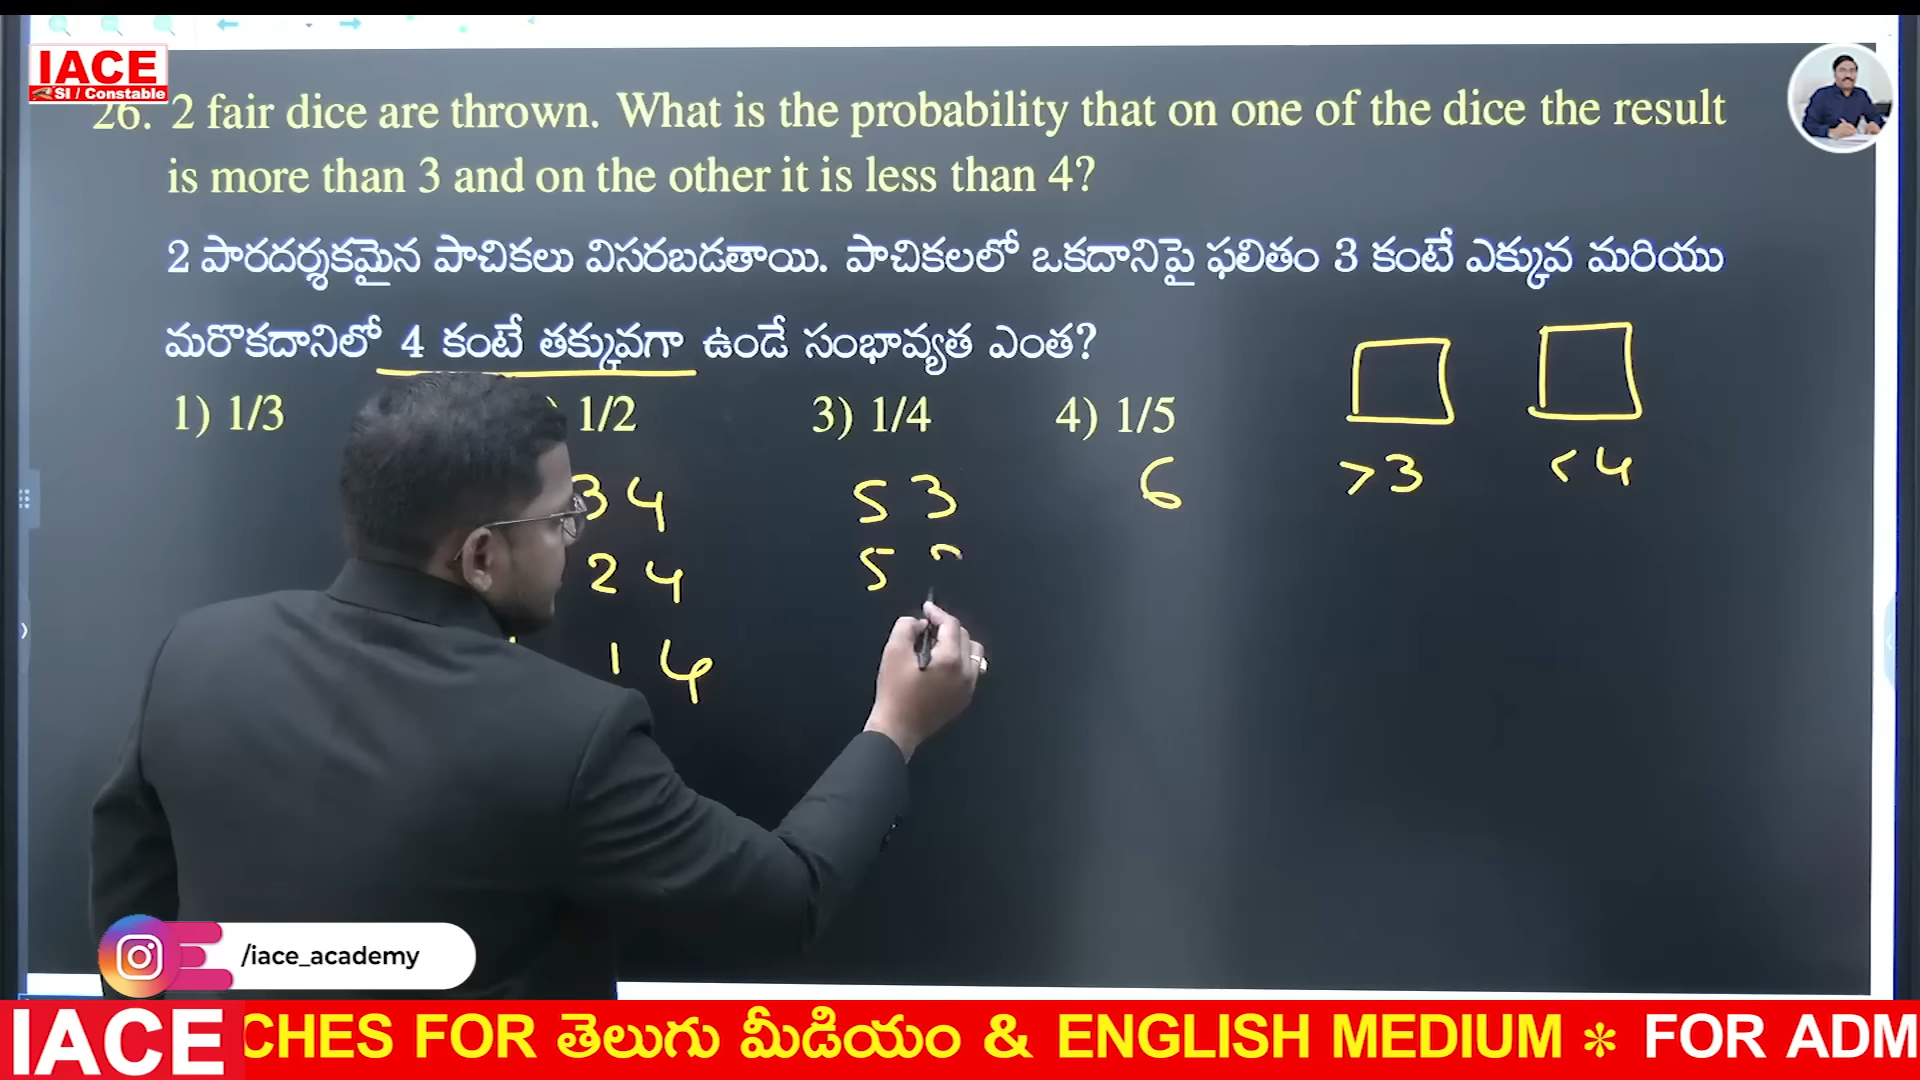 IACE
SI / Constable
26. 2 fair dice are thrown. What is the probability that on one of the dice the result
is more than 3 and on the other it is less than 4?
2 పారదర్శకమైన పాచికలు విసరబడతాయి. పాచికలలో ఒకదానిపై ఫలితం 3 కంటే ఎక్కువ మరియు
మరొకదానిలో 4 కంటే తక్కువగా ఉండే సంభావ్యత ఎంత?
1) 1/3 ) 1/2 3) 1/4 4) 1/5
3 4 5 3 6 > 3 < 4
2 4 5
1 4
/iace_academy
IACE CHES FOR తెలుగు మీడియం & ENGLISH MEDIUM * FOR ADM